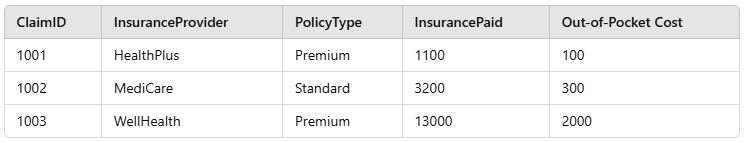 ClaimID InsuranceProvider PolicyType InsurancePaid Out-of-Pocket Cost
1001 HealthPlus Premium 1100 100
1002 MediCare Standard 3200 300
1003 WellHealth Premium 13000 2000